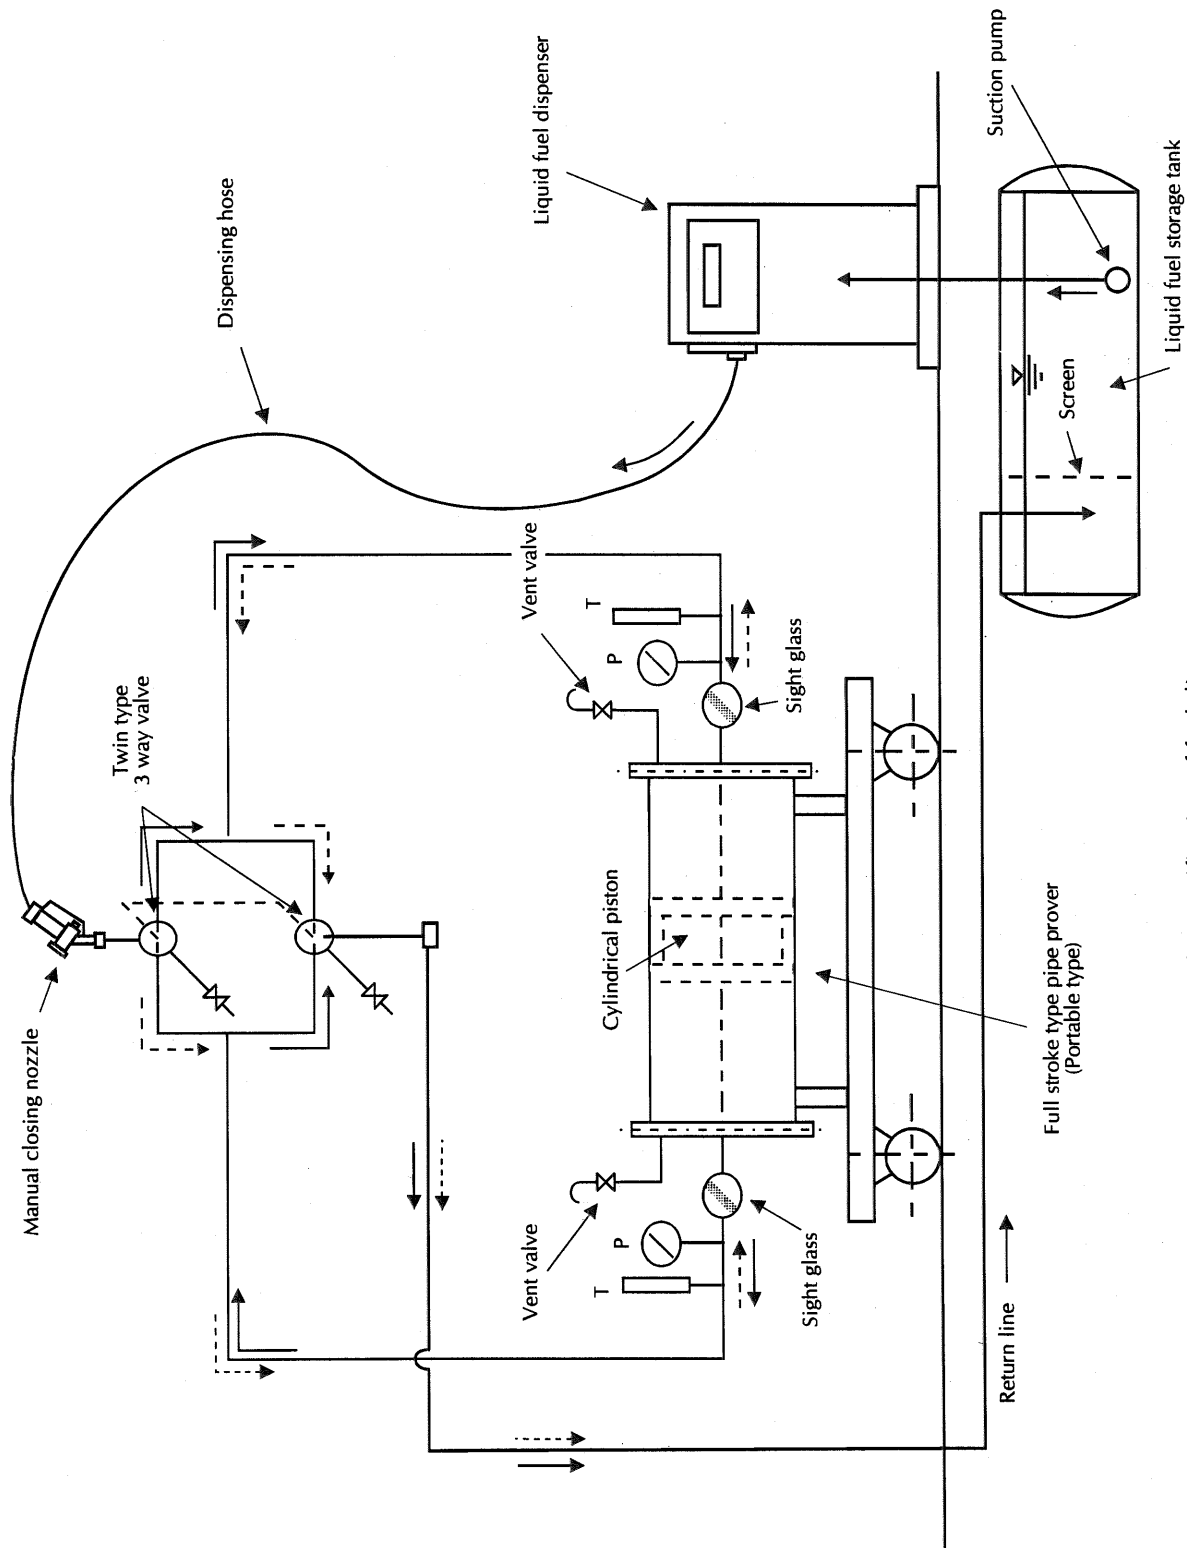 Manual closing nozzle
Twin type
3 way valve
Dispensing hose
Liquid fuel dispenser
Suction pump
Vent valve
T
P
Sight glass
Cylindrical piston
Vent valve
T
P
Sight glass
Screen
Liquid fuel storage tank
Full stroke type pipe prover
(Portable type)
Return line